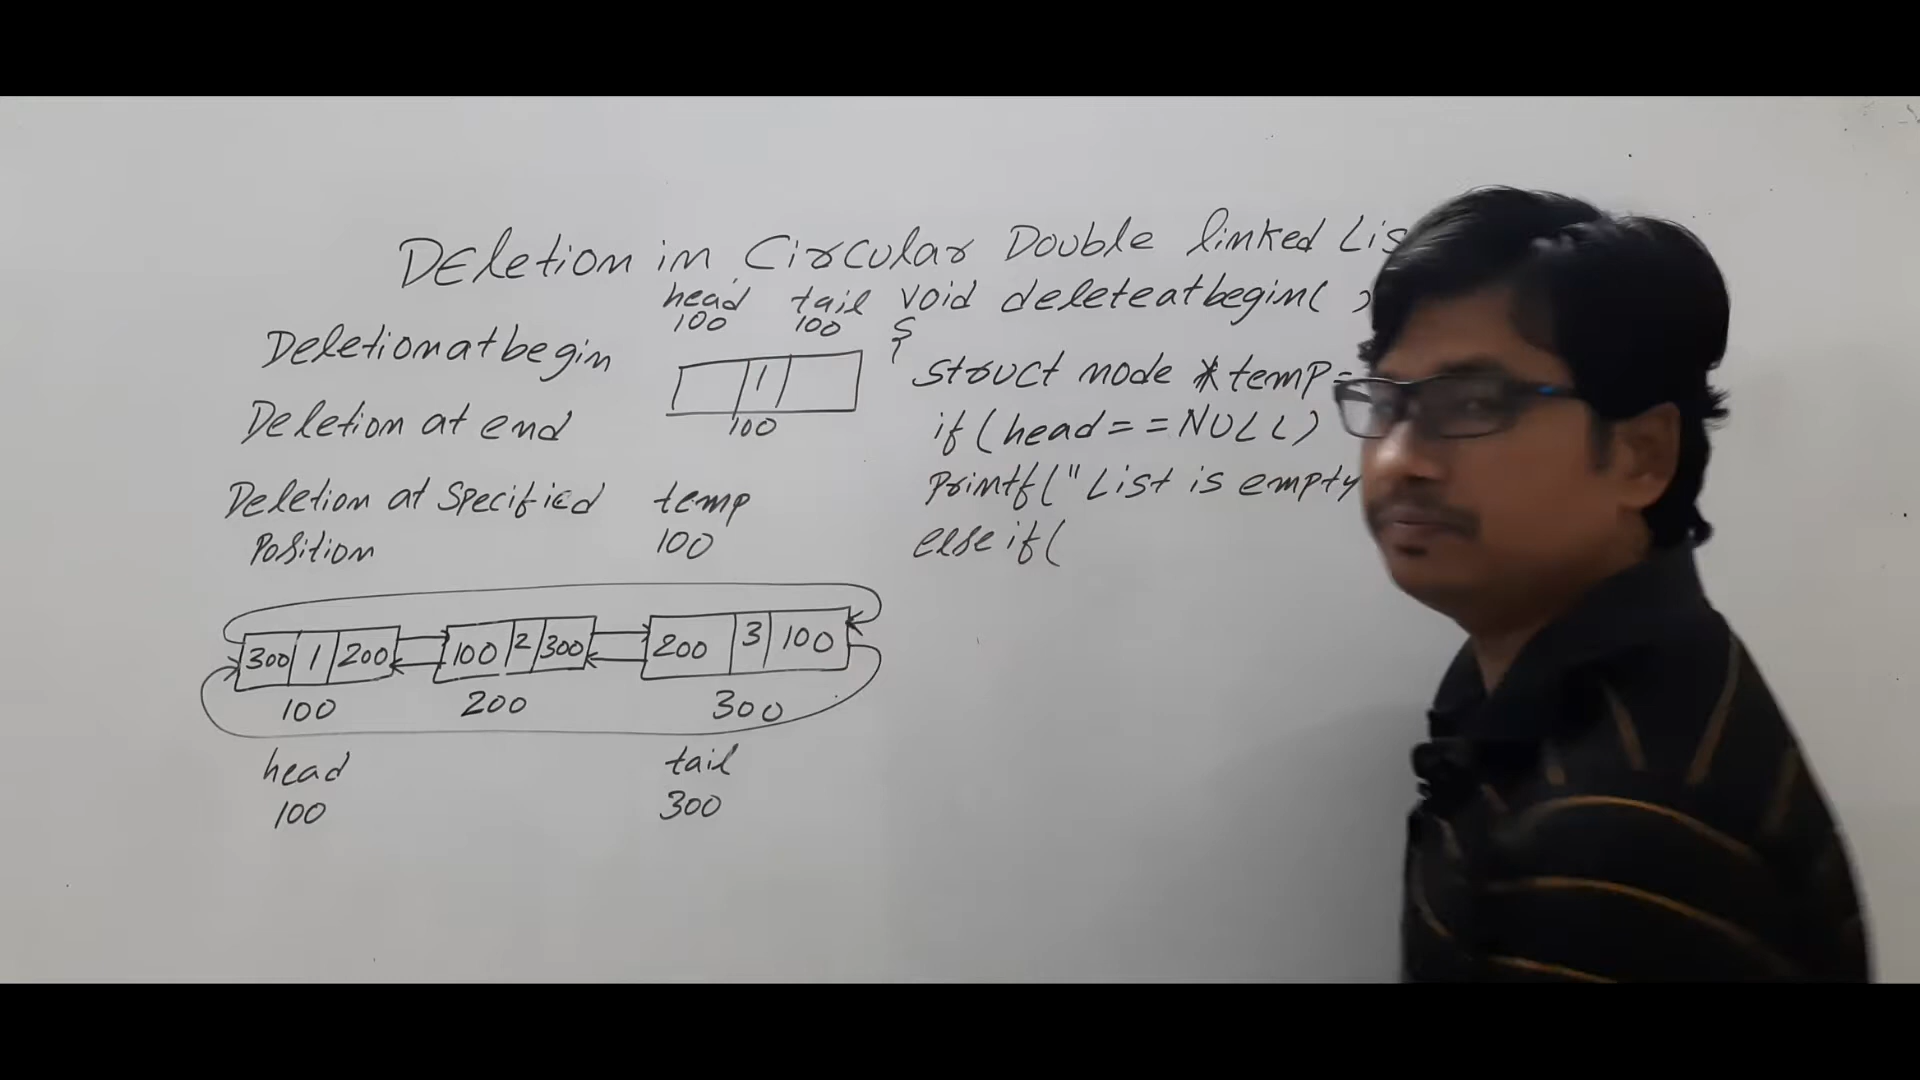 Deletion in Circular Double linked Lis
head tail void deleteatbegin( )
100 100 {
Deletionatbegin
1
100
struct node *temp=
Deletion at end
if(head==NULL)
Deletion at Specified
Position
temp
100
printf("List is empty
else if(
300 1 200
100 2 300
200 3 100
100 200 300
head tail
100 300